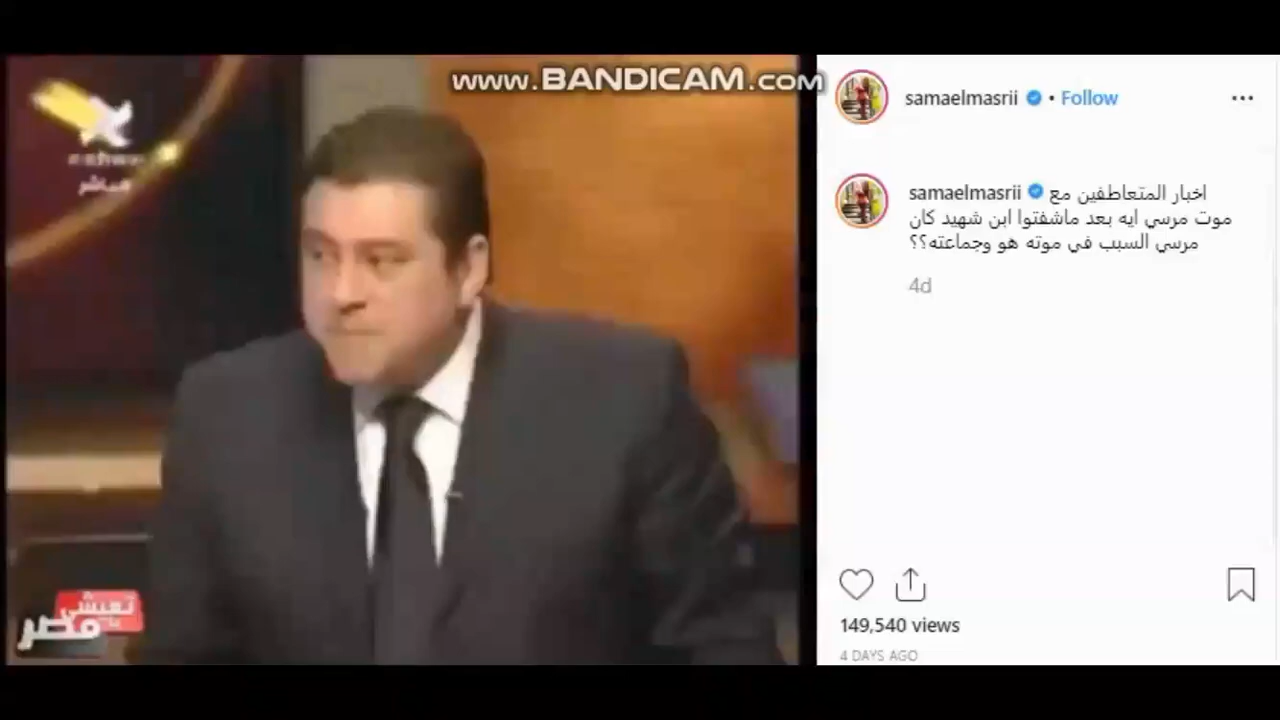 www.BANDICAM.com
مباشر
تعيشي
يا
مصر
samaelmasrii • Follow
samaelmasrii اخبار المتعاطفين مع
موت مرسي ايه بعد ماشفتوا ابن شهيد كان
مرسي السبب في موته هو وجماعته؟؟
4d
149,540 views
4 DAYS AGO